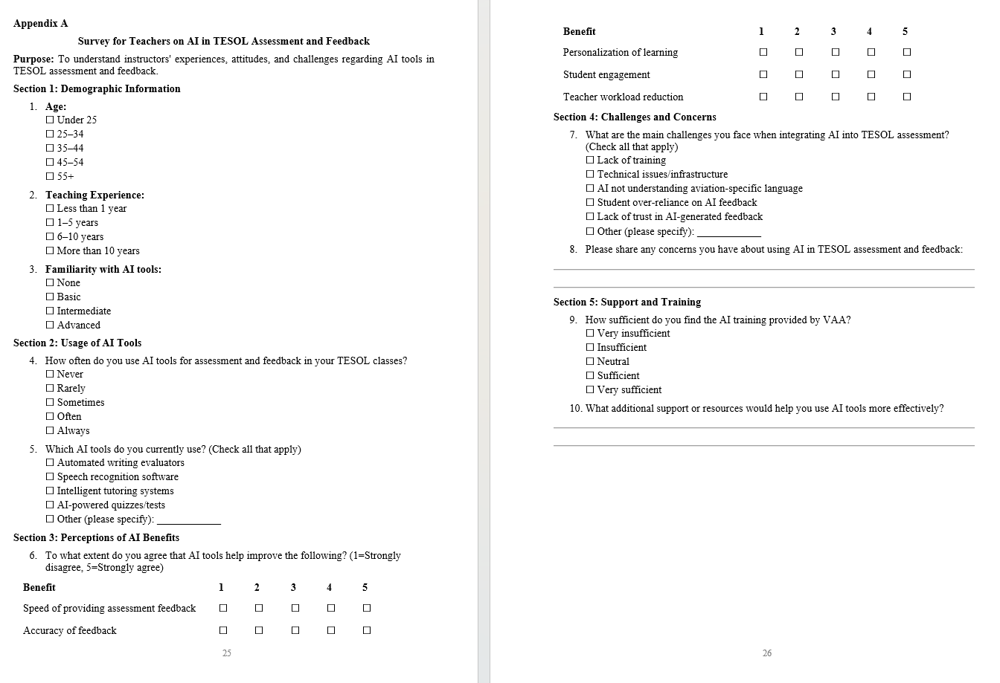 Appendix A
Survey for Teachers on AI in TESOL Assessment and Feedback
Purpose: To understand instructors' experiences, attitudes, and challenges regarding AI tools in
TESOL assessment and feedback.
Section 1: Demographic Information
1. Age:
☐ Under 25
☐ 25–34
☐ 35–44
☐ 45–54
☐ 55+
2. Teaching Experience:
☐ Less than 1 year
☐ 1–5 years
☐ 6–10 years
☐ More than 10 years
3. Familiarity with AI tools:
☐ None
☐ Basic
☐ Intermediate
☐ Advanced
Section 2: Usage of AI Tools
4. How often do you use AI tools for assessment and feedback in your TESOL classes?
☐ Never
☐ Rarely
☐ Sometimes
☐ Often
☐ Always
5. Which AI tools do you currently use? (Check all that apply)
☐ Automated writing evaluators
☐ Speech recognition software
☐ Intelligent tutoring systems
☐ AI-powered quizzes/tests
☐ Other (please specify): ____________
Section 3: Perceptions of AI Benefits
6. To what extent do you agree that AI tools help improve the following? (1=Strongly
disagree, 5=Strongly agree)
Benefit 1 2 3 4 5
Speed of providing assessment feedback ☐ ☐ ☐ ☐ ☐
Accuracy of feedback ☐ ☐ ☐ ☐ ☐
25
Benefit 1 2 3 4 5
Personalization of learning ☐ ☐ ☐ ☐ ☐
Student engagement ☐ ☐ ☐ ☐ ☐
Teacher workload reduction ☐ ☐ ☐ ☐ ☐
Section 4: Challenges and Concerns
7. What are the main challenges you face when integrating AI into TESOL assessment?
(Check all that apply)
☐ Lack of training
☐ Technical issues/infrastructure
☐ AI not understanding aviation-specific language
☐ Student over-reliance on AI feedback
☐ Lack of trust in AI-generated feedback
☐ Other (please specify): ____________
8. Please share any concerns you have about using AI in TESOL assessment and feedback:
Section 5: Support and Training
9. How sufficient do you find the AI training provided by VAA?
☐ Very insufficient
☐ Insufficient
☐ Neutral
☐ Sufficient
☐ Very sufficient
10. What additional support or resources would help you use AI tools more effectively?
26